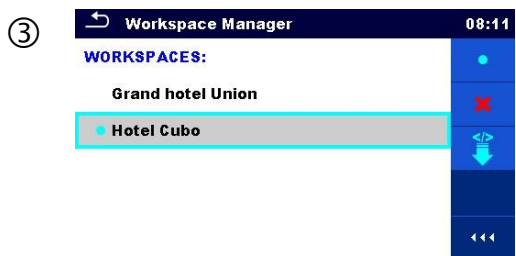 ③
Workspace Manager 08:11
WORKSPACES:
Grand hotel Union
Hotel Cubo